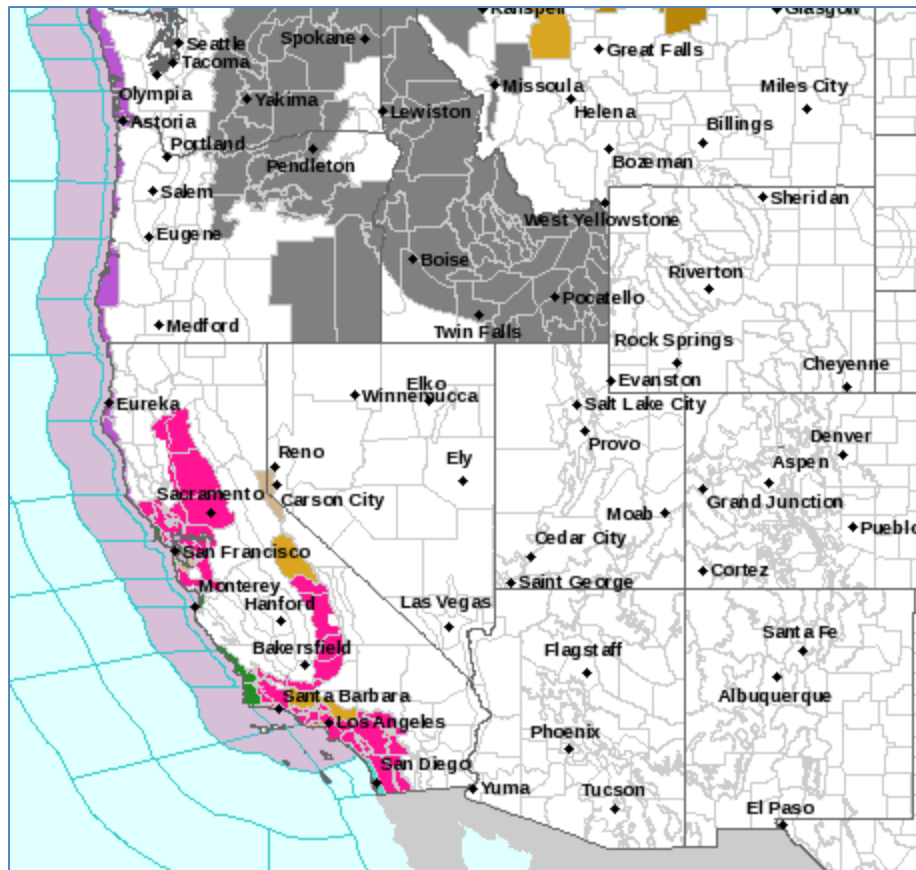 Kalispell
Glasgow
Seattle
Spokane
Great Falls
Tacoma
Olympia
Yakima
Lewiston
Missoula
Helena
Miles City
Astoria
Billings
Portland
Pendleton
Bozeman
Salem
West Yellowstone
Sheridan
Eugene
Boise
Riverton
Pocatello
Medford
Twin Falls
Rock Springs
Cheyenne
Eureka
Winnemucca
Elko
Evanston
Salt Lake City
Provo
Denver
Reno
Ely
Aspen
Sacramento
Carson City
Grand Junction
Moab
Pueblo
San Francisco
Cedar City
Monterey
Saint George
Cortez
Hanford
Las Vegas
Bakersfield
Flagstaff
Santa Fe
Santa Barbara
Albuquerque
Los Angeles
Phoenix
San Diego
Yuma
Tucson
El Paso